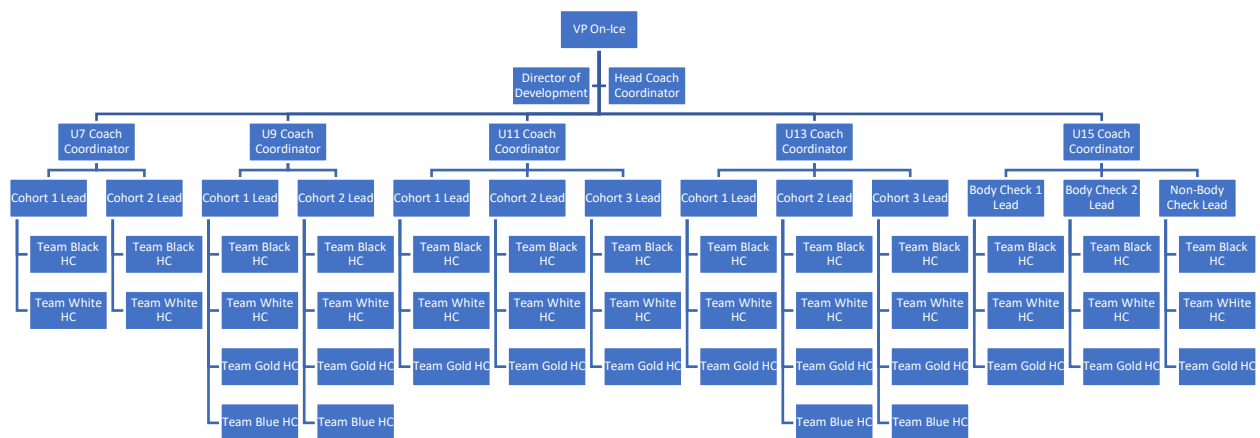 VP On-Ice
Director of
Development
Head Coach
Coordinator
U7 Coach
Coordinator
U9 Coach
Coordinator
U11 Coach
Coordinator
U13 Coach
Coordinator
U15 Coach
Coordinator
Cohort 1 Lead
Cohort 2 Lead
Cohort 1 Lead
Cohort 2 Lead
Cohort 1 Lead
Cohort 2 Lead
Cohort 3 Lead
Cohort 1 Lead
Cohort 2 Lead
Cohort 3 Lead
Body Check 1
Lead
Body Check 2
Lead
Non-Body
Check Lead
Team Black
HC
Team Black
HC
Team Black
HC
Team Black
HC
Team Black
HC
Team Black
HC
Team Black
HC
Team Black
HC
Team Black
HC
Team Black
HC
Team Black
HC
Team Black
HC
Team Black
HC
Team White
HC
Team White
HC
Team White
HC
Team White
HC
Team White
HC
Team White
HC
Team White
HC
Team White
HC
Team White
HC
Team White
HC
Team White
HC
Team White
HC
Team WHite
HC
Team Gold HC
Team Gold HC
Team Gold HC
Team Gold HC
Team Gold HC
Team Gold HC
Team Gold HC
Team Gold HC
Team Gold HC
Team Gold HC
Team Gold HC
Team Blue HC
Team Blue HC
Team Blue HC
Team Blue HC